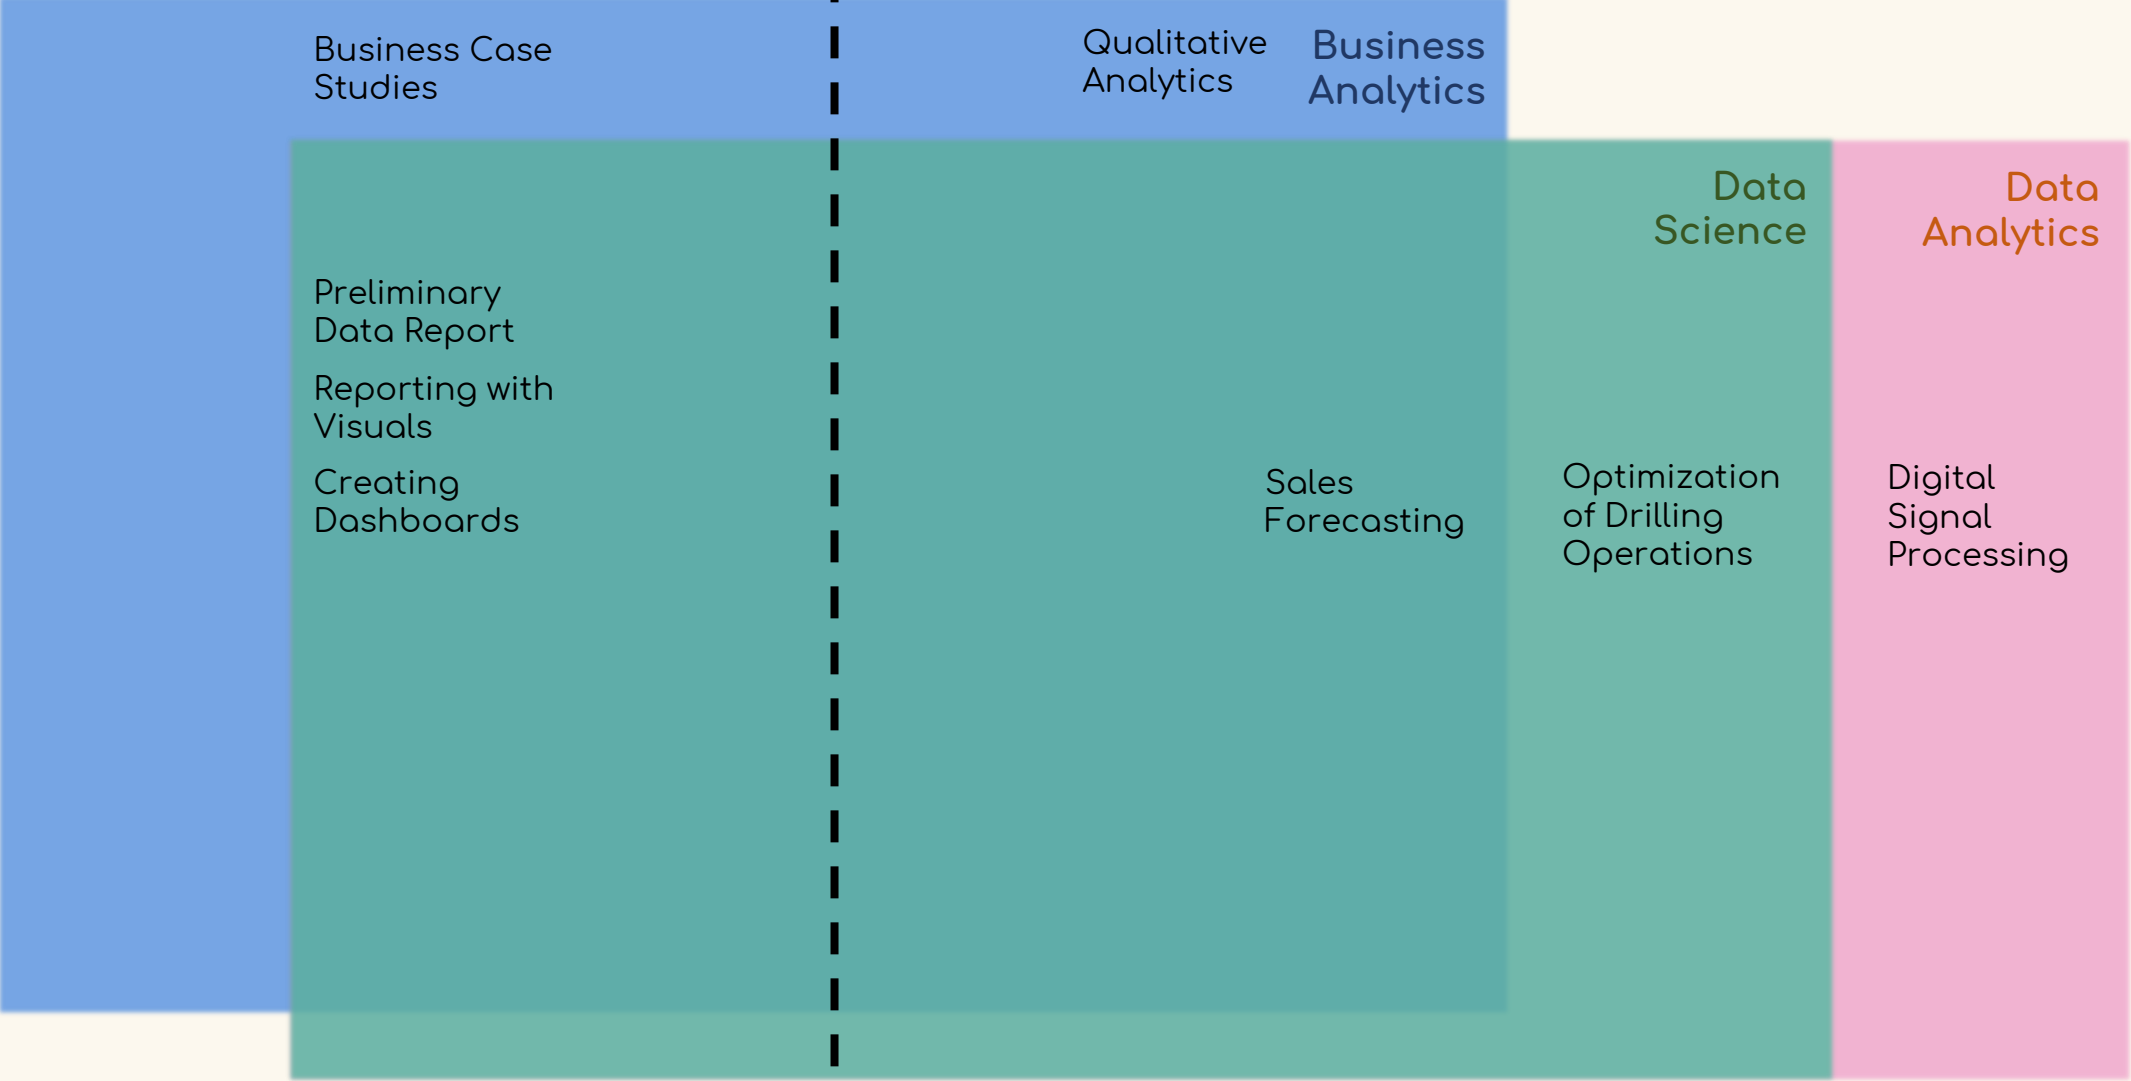 Business Case
Studies
Qualitative
Analytics
Business
Analytics
Data
Science
Data
Analytics
Preliminary
Data Report
Reporting with
Visuals
Creating
Dashboards
Sales
Forecasting
Optimization
of Drilling
Operations
Digital
Signal
Processing